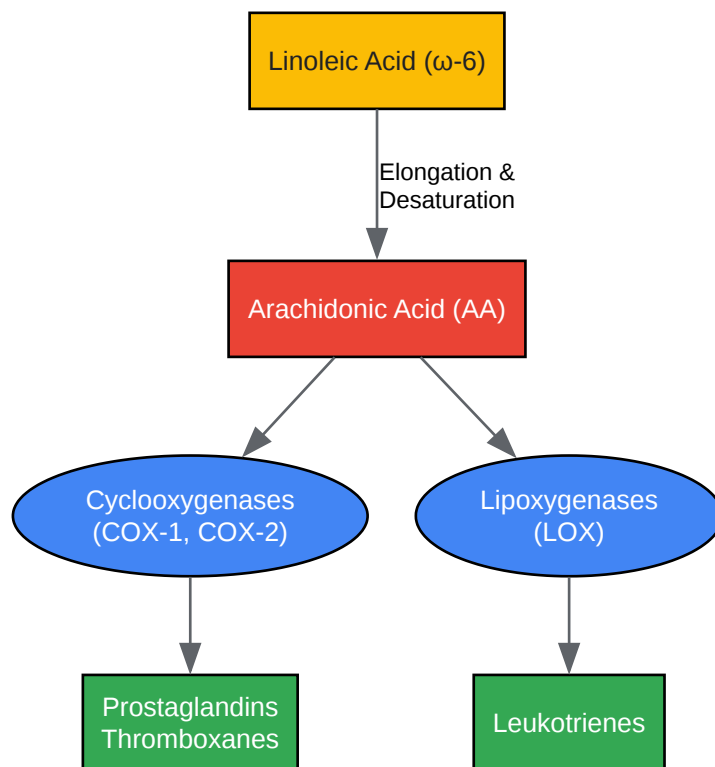 Linoleic Acid (ω-6)
Elongation &
Desaturation
Arachidonic Acid (AA)
Cyclooxygenases
(COX-1, COX-2)
Lipoxygenases
(LOX)
Prostaglandins
Thromboxanes
Leukotrienes